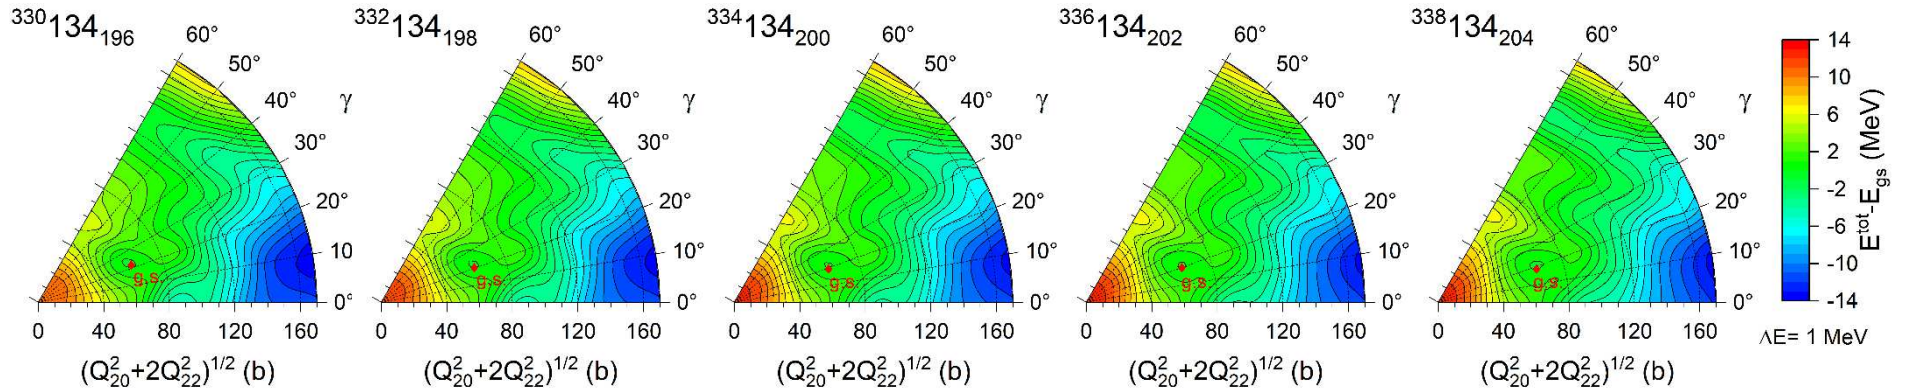 ³³⁰134₁₉₆
60°
50°
40°
γ
30°
20°
10
0°
g.s.
0 40 80 120 160
(Q²₂₀+2Q²₂₂)¹/² (b)
³³²134₁₉₈
60°
50°
40°
γ
30°
20°
10°
0°
g.s.
0 40 80 120 160
(Q²₂₀+2Q²₂₂)¹/² (b)
³³⁴134₂₀₀
60°
50°
40°
γ
30°
20°
10°
0°
g.s.
0 40 80 120 160
(Q²₂₀+2Q²₂₂)¹/² (b)
³³⁶134₂₀₂
60°
50°
40°
γ
30°
20°
10°
0°
g.s.
0 40 80 120 160
(Q²₂₀+2Q²₂₂)¹/² (b)
³³⁸134₂₀₄
60°
50°
40°
γ
30°
20°
10°
0°
g.s.
0 40 80 120 160
(Q²₂₀+2Q²₂₂)¹/² (b)
14
10
6
2
-2
-6
-10
-14
Eᵗᵒᵗ-E_gs (MeV)
ΛE= 1 MeV